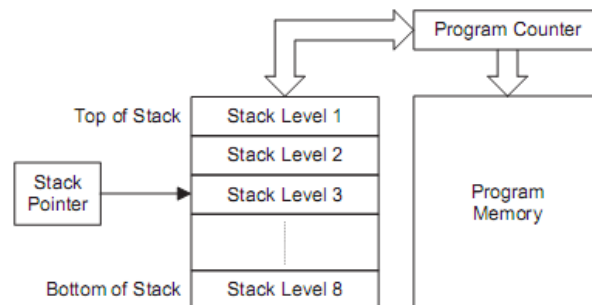 Program Counter
Top of Stack
Stack Level 1
Stack Level 2
Stack
Pointer
Stack Level 3
Program
Memory
Bottom of Stack
Stack Level 8